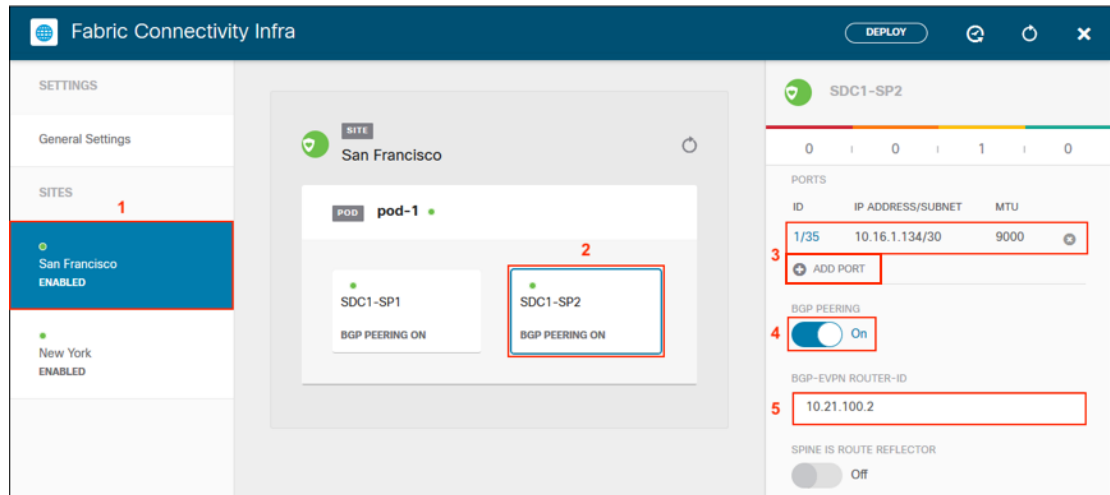 Fabric Connectivity Infra
DEPLOY
SETTINGS
General Settings
SITES
1
San Francisco
ENABLED
New York
ENABLED
SITE
San Francisco
POD pod-1
2
SDC1-SP1
BGP PEERING ON
SDC1-SP2
BGP PEERING ON
SDC1-SP2
0 0 1 0
PORTS
ID IP ADDRESS/SUBNET MTU
1/35 10.16.1.134/30 9000
3
ADD PORT
BGP PEERING
4
On
BGP-EVPN ROUTER-ID
5
10.21.100.2
SPINE IS ROUTE REFLECTOR
Off